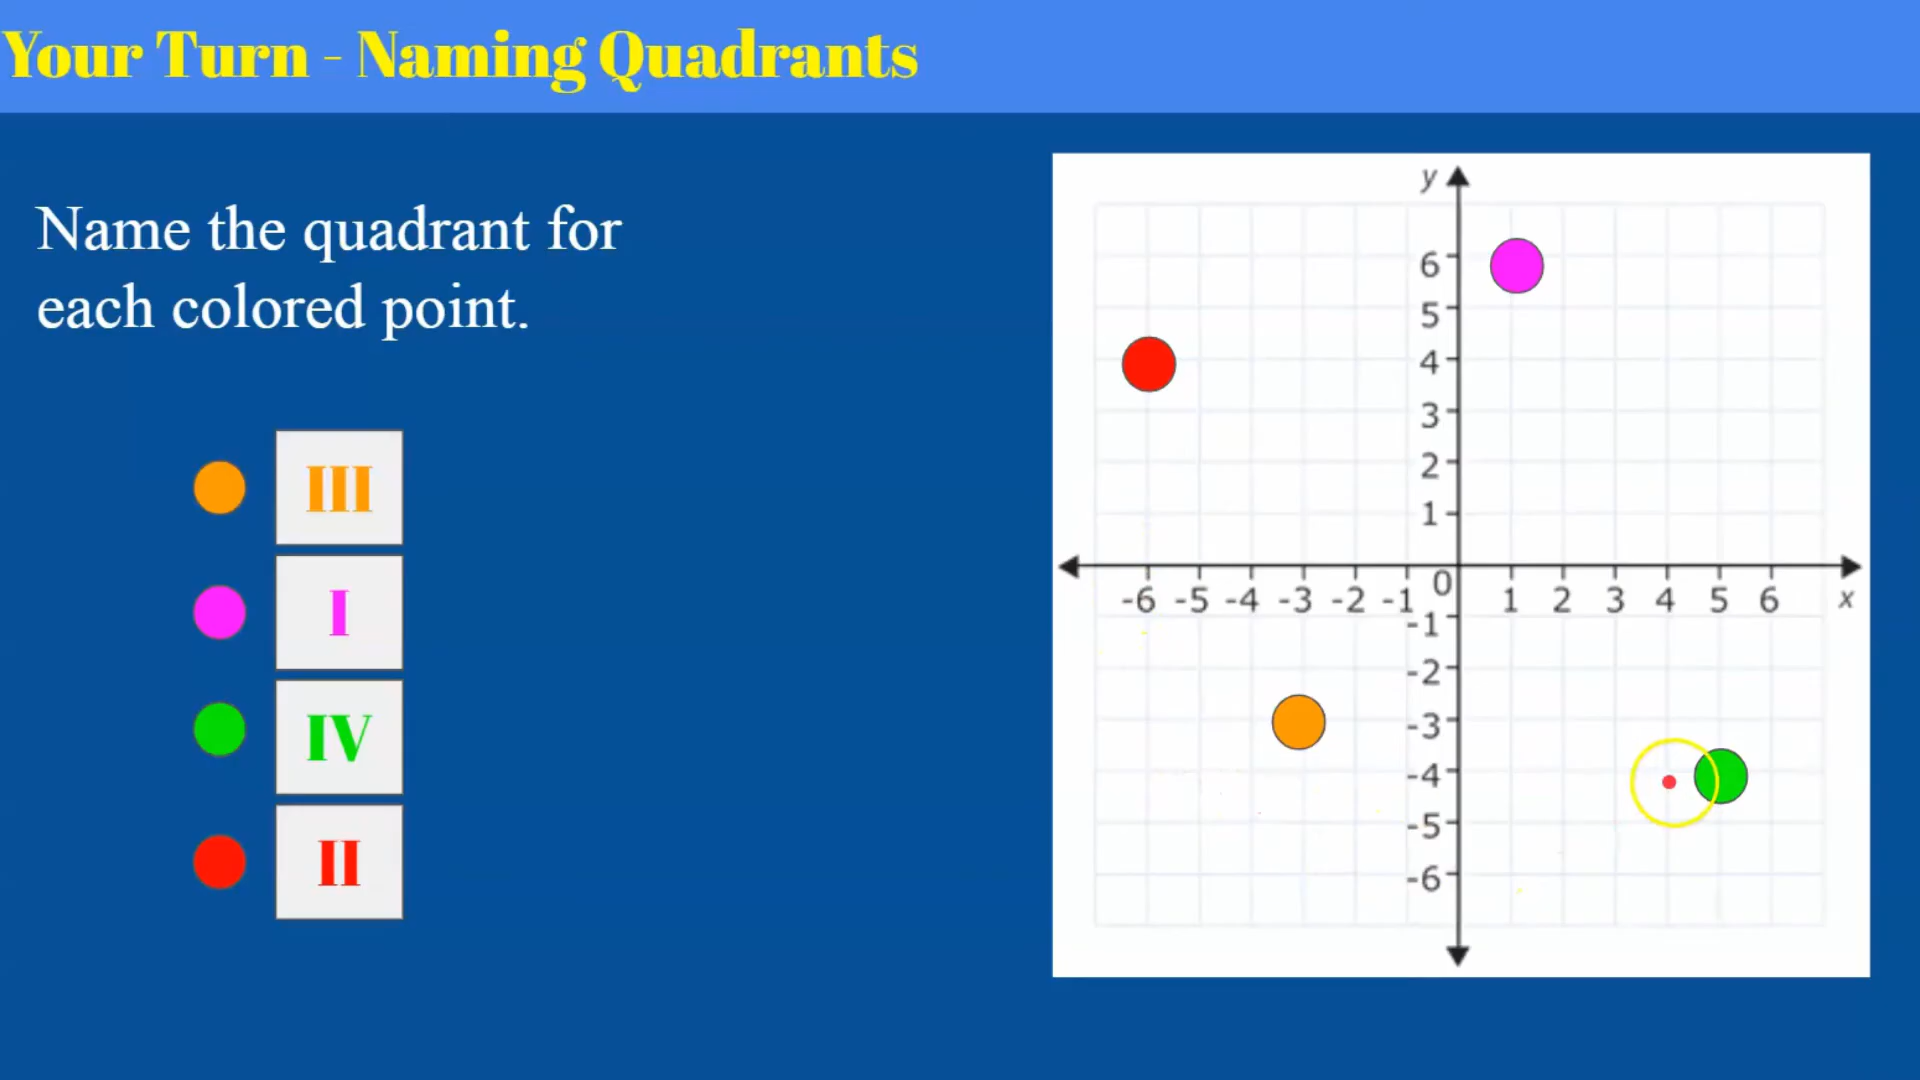 Your Turn - Naming Quadrants
Name the quadrant for
each colored point.
III
I
IV
II
y
6
5
4
3
2
1
0
-6 -5 -4 -3 -2 -1 1 2 3 4 5 6 x
-1
-2
-3
-4
-5
-6